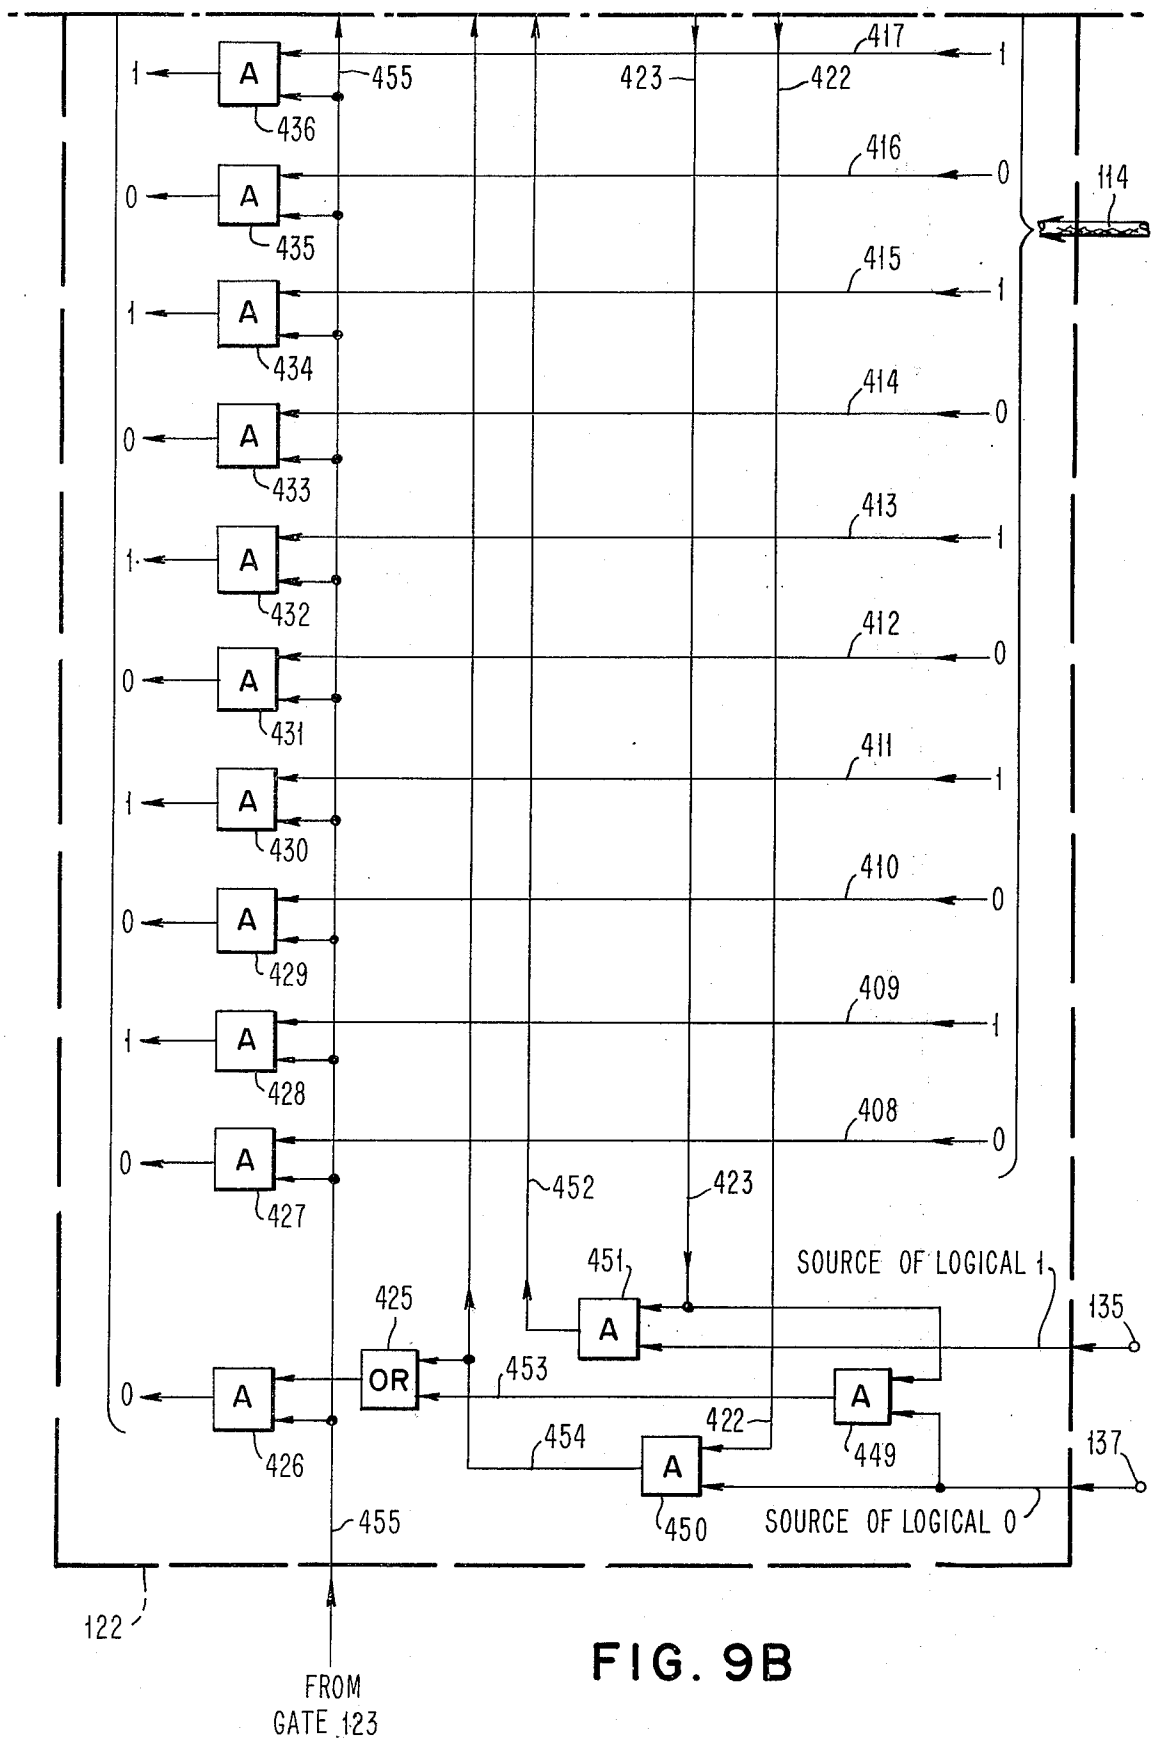 417
1
A
1
455
423
422
436
416
0
114
A
0
435
415
1
A
1
434
414
0
A
0
433
413
1
A
1.
432
412
0
A
0
431
411
1
A
1
430
410
0
A
0
429
409
1
A
1
428
408
0
A
0
427
452
423
451
SOURCE OF LOGICAL 1
425
135
A
OR
453
A
0
A
422
449
137
426
454
A
455
450
SOURCE OF LOGICAL 0
122
FIG. 9B
FROM
GATE 123